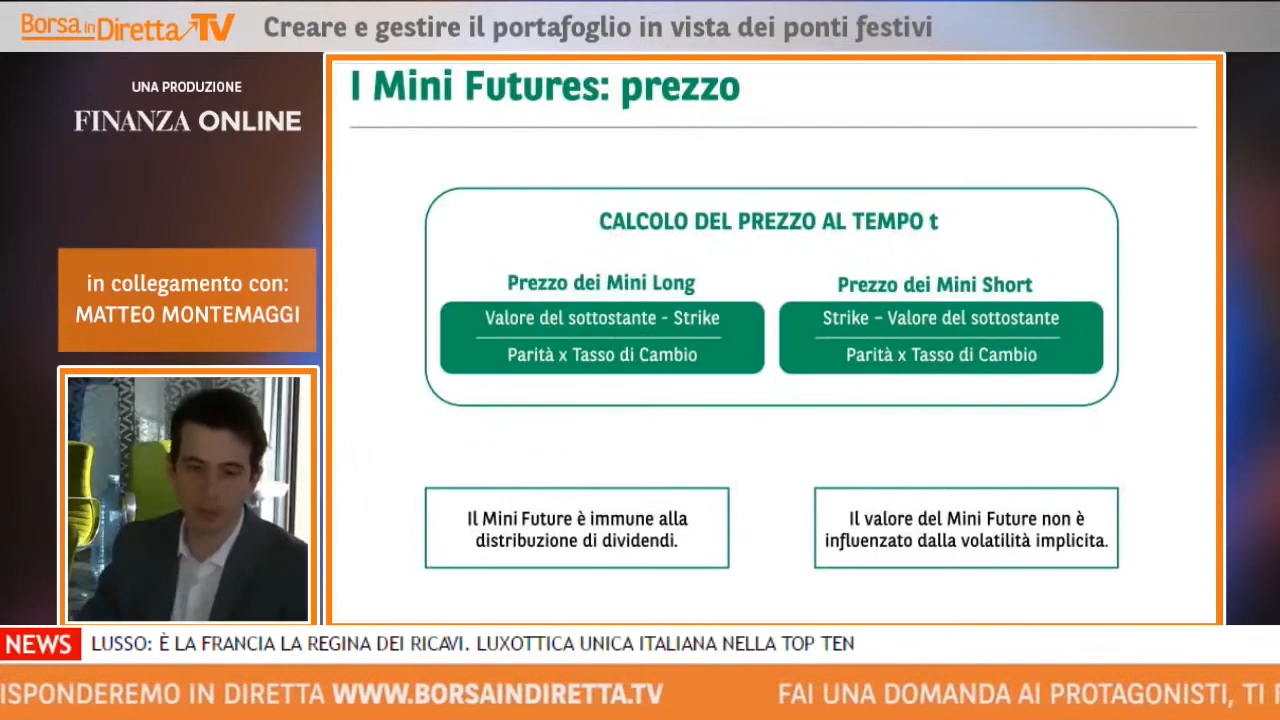 Borsa in Diretta TV
Creare e gestire il portafoglio in vista dei ponti festivi
UNA PRODUZIONE
FINANZA ONLINE
in collegamento con:
MATTEO MONTEMAGGI
I Mini Futures: prezzo
CALCOLO DEL PREZZO AL TEMPO t
Prezzo dei Mini Long
Valore del sottostante - Strike
Parità x Tasso di Cambio
Prezzo dei Mini Short
Strike – Valore del sottostante
Parità x Tasso di Cambio
Il Mini Future è immune alla
distribuzione di dividendi.
Il valore del Mini Future non è
influenzato dalla volatilità implicita.
NEWS LUSSO: È LA FRANCIA LA REGINA DEI RICAVI. LUXOTTICA UNICA ITALIANA NELLA TOP TEN
ISPONDEREMO IN DIRETTA WWW.BORSAINDIRETTA.TV FAI UNA DOMANDA AI PROTAGONISTI, TI